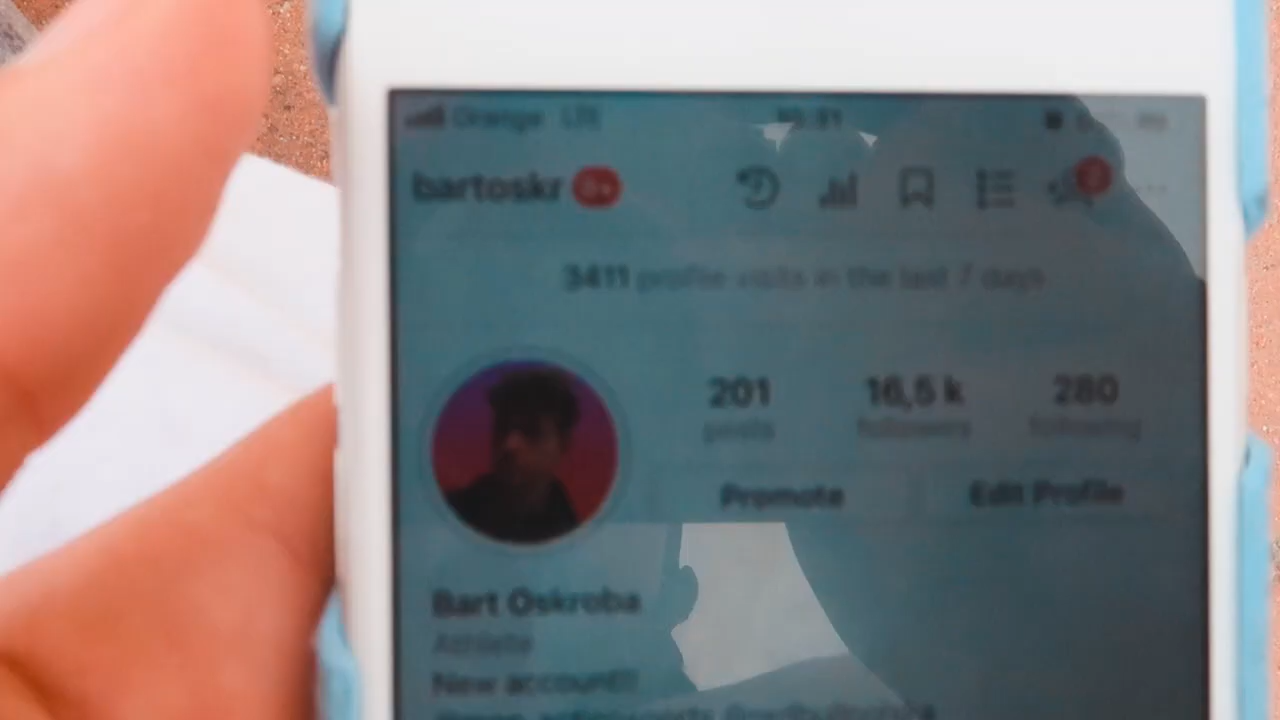 Orange LTE
bartoskr 9+
2
3411 profile visits in the last 7 days
201 16,5 k 280
posts followers following
Promote Edit Profile
Bart Oskroba
Athlete
New account!!